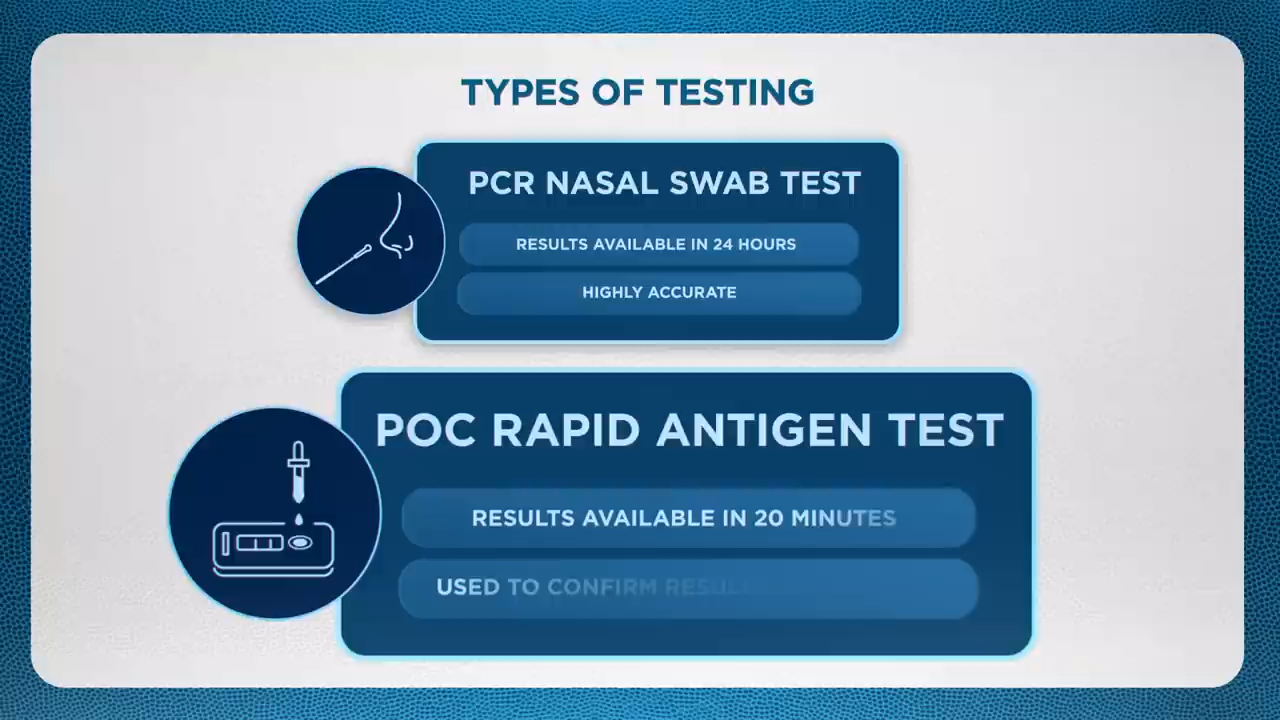 TYPES OF TESTING
PCR NASAL SWAB TEST
RESULTS AVAILABLE IN 24 HOURS
HIGHLY ACCURATE
POC RAPID ANTIGEN TEST
RESULTS AVAILABLE IN 20 MINUTES
USED TO CONFIRM